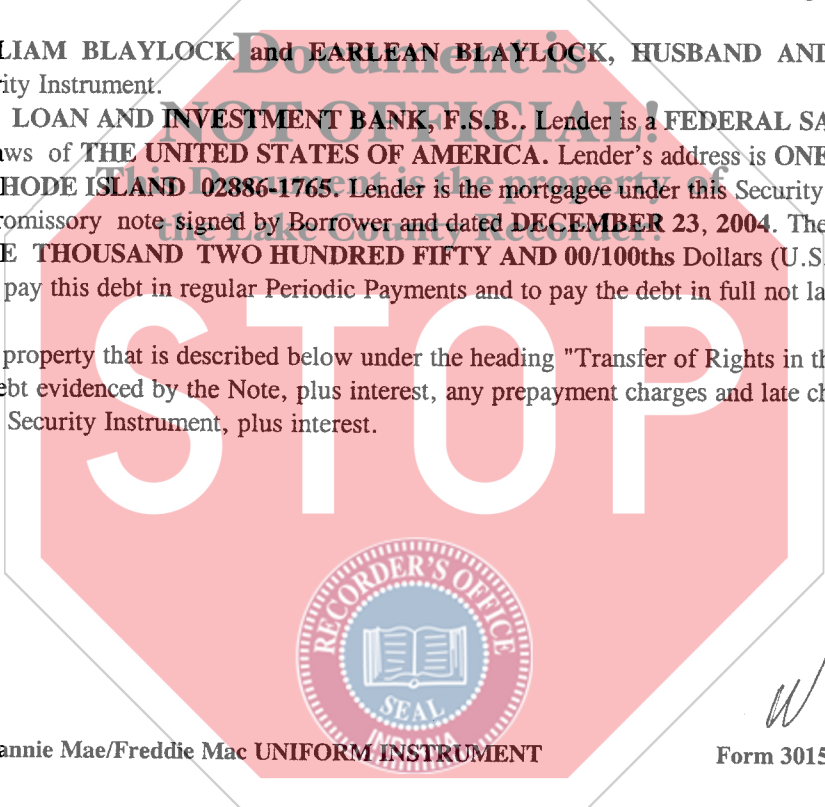 LIAM BLAYLOCK and EARLEAN BLAYLOCK, HUSBAND AND
rity Instrument.
LOAN AND INVESTMENT BANK, F.S.B.. Lender is a FEDERAL SA
aws of THE UNITED STATES OF AMERICA. Lender's address is ONE
HODE ISLAND 02886-1765. Lender is the mortgagee under this Security
romissory note signed by Borrower and dated DECEMBER 23, 2004. The
E THOUSAND TWO HUNDRED FIFTY AND 00/100ths Dollars (U.S.
pay this debt in regular Periodic Payments and to pay the debt in full not la
property that is described below under the heading "Transfer of Rights in th
ebt evidenced by the Note, plus interest, any prepayment charges and late ch
Security Instrument, plus interest.
Document is
NOT OFFICIAL!
This Document is the property of
the Lake County Recorder!
STOP
RECORDER'S OFFICE
SEAL
INDIANA
annie Mae/Freddie Mac UNIFORM INSTRUMENT
Form 3015